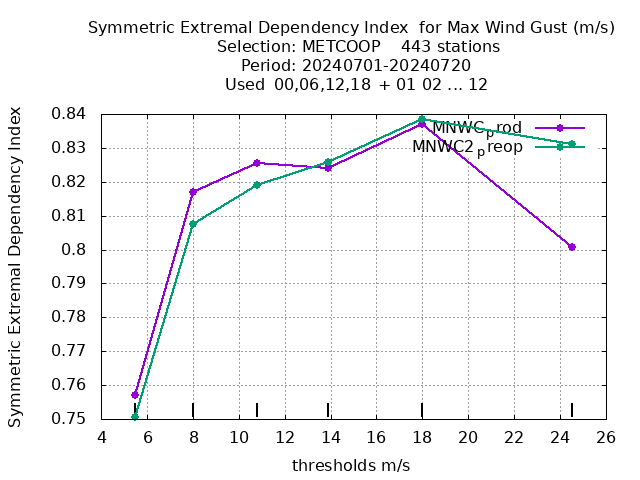 Symmetric Extremal Dependency Index  for Max Wind Gust (m/s)
Selection: METCOOP    443 stations
Period: 20240701-20240720
Used  00,06,12,18  + 01 02 ... 12
Symmetric Extremal Dependency Index
0.84
0.83
0.82
0.81
0.8
0.79
0.78
0.77
0.76
0.75
MNWCprod
MNWC2preop
4 6 8 10 12 14 16 18 20 22 24 26
thresholds m/s